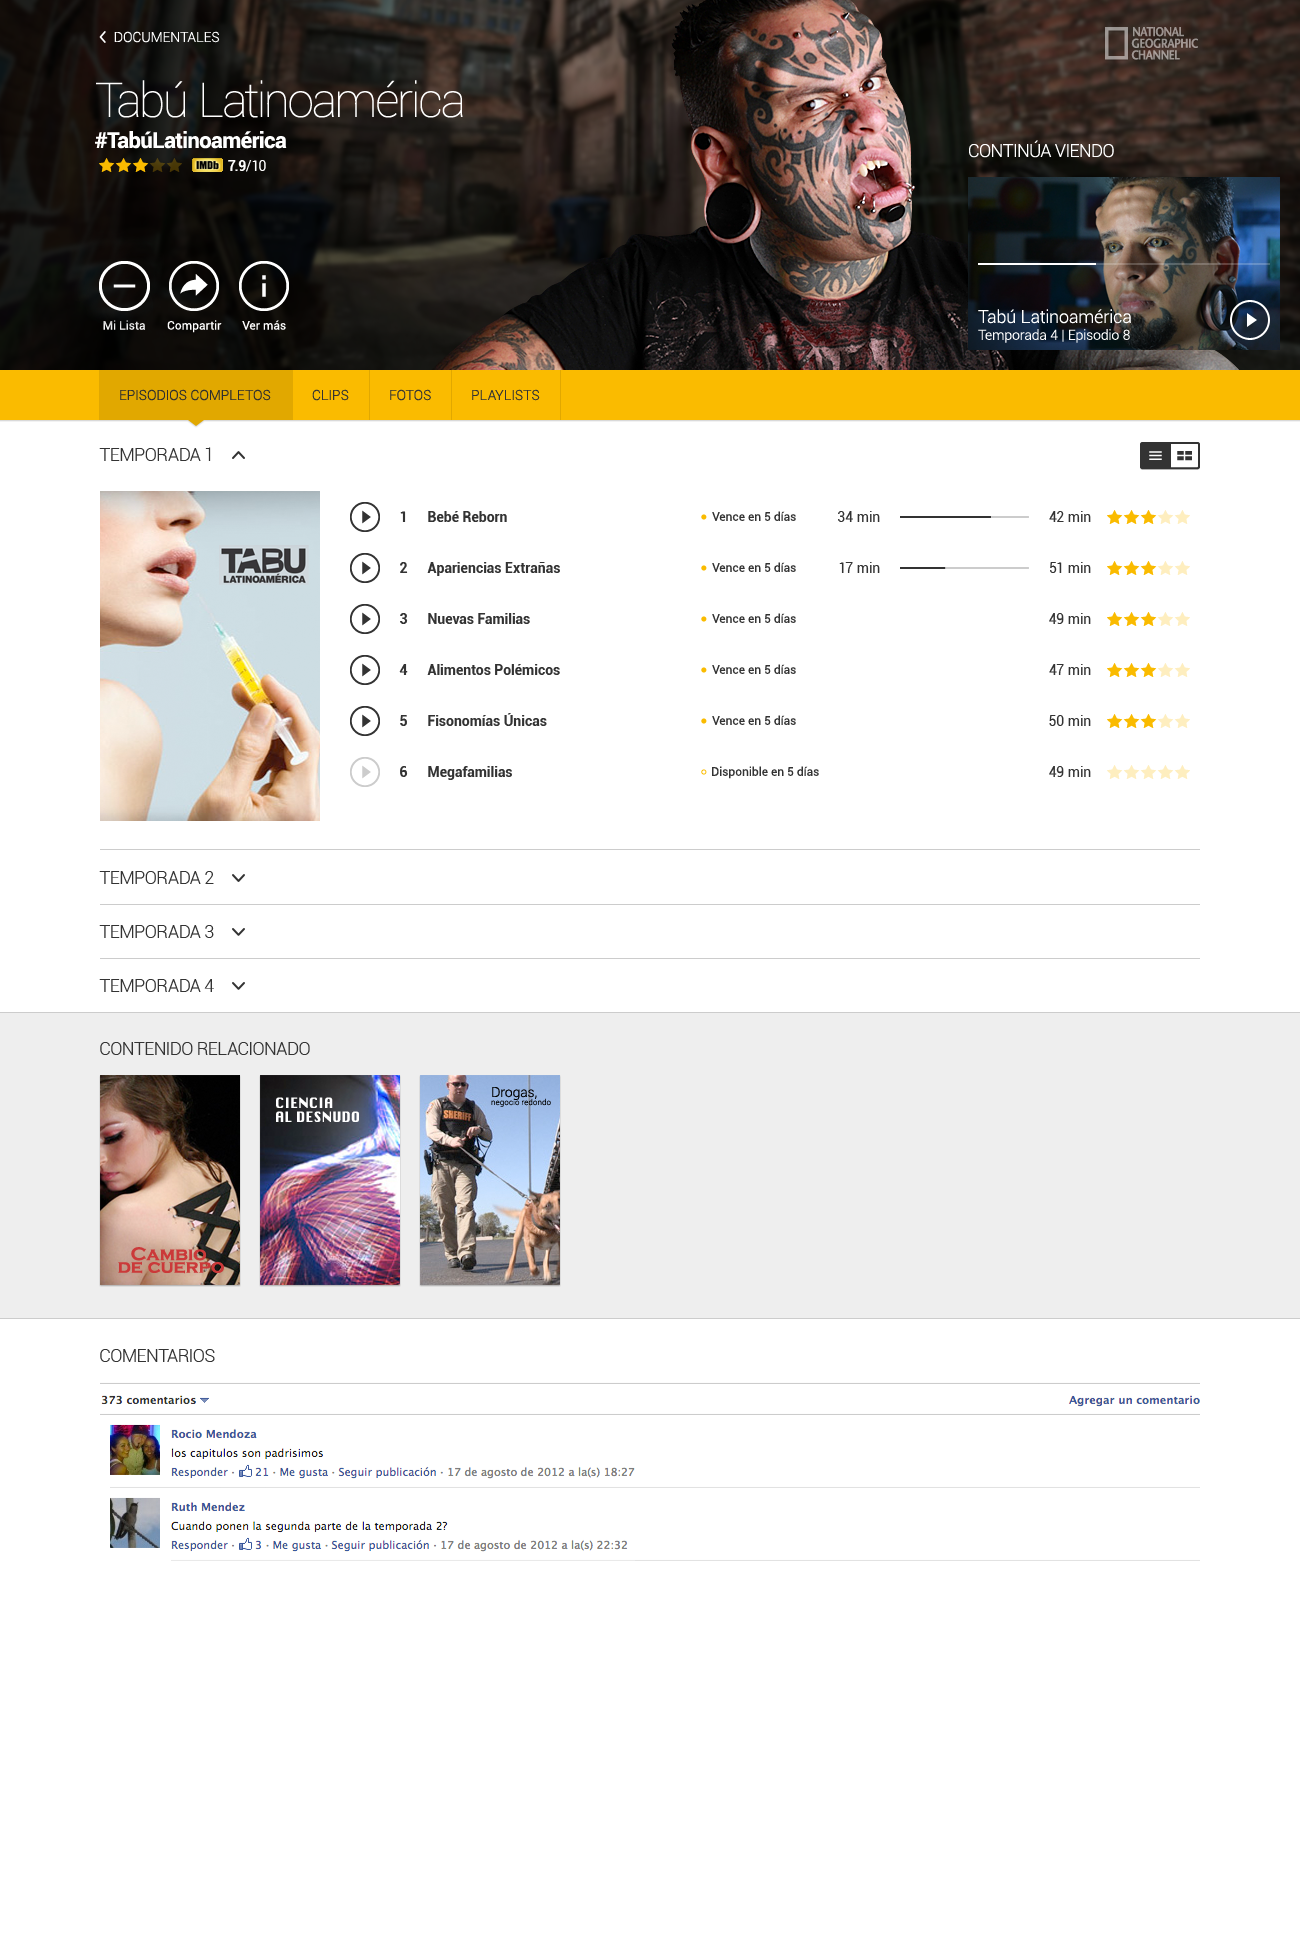 DOCUMENTALES
NATIONAL
GEOGRAPHIC
CHANNEL
Tabú Latinoamérica
#TabúLatinoamérica
IMDb 7.9/10
CONTINÚA VIENDO
Mi Lista Compartir Ver más
Tabú Latinoamérica
Temporada 4 | Episodio 8
EPISODIOS COMPLETOS CLIPS FOTOS PLAYLISTS
TEMPORADA 1
TABU
LATINOAMÉRICA
1 Bebé Reborn Vence en 5 días 34 min 42 min
2 Apariencias Extrañas Vence en 5 días 17 min 51 min
3 Nuevas Familias Vence en 5 días 49 min
4 Alimentos Polémicos Vence en 5 días 47 min
5 Fisonomías Únicas Vence en 5 días 50 min
6 Megafamilias Disponible en 5 días 49 min
TEMPORADA 2
TEMPORADA 3
TEMPORADA 4
CONTENIDO RELACIONADO
CAMBIO
DE CUERPO
CIENCIA
AL DESNUDO
Drogas,
negocio redondo
SHERIFF
COMENTARIOS
373 comentarios Agregar un comentario
Rocio Mendoza
los capitulos son padrisimos
Responder · 21 · Me gusta · Seguir publicación · 17 de agosto de 2012 a la(s) 18:27
Ruth Mendez
Cuando ponen la segunda parte de la temporada 2?
Responder · 3 · Me gusta · Seguir publicación · 17 de agosto de 2012 a la(s) 22:32